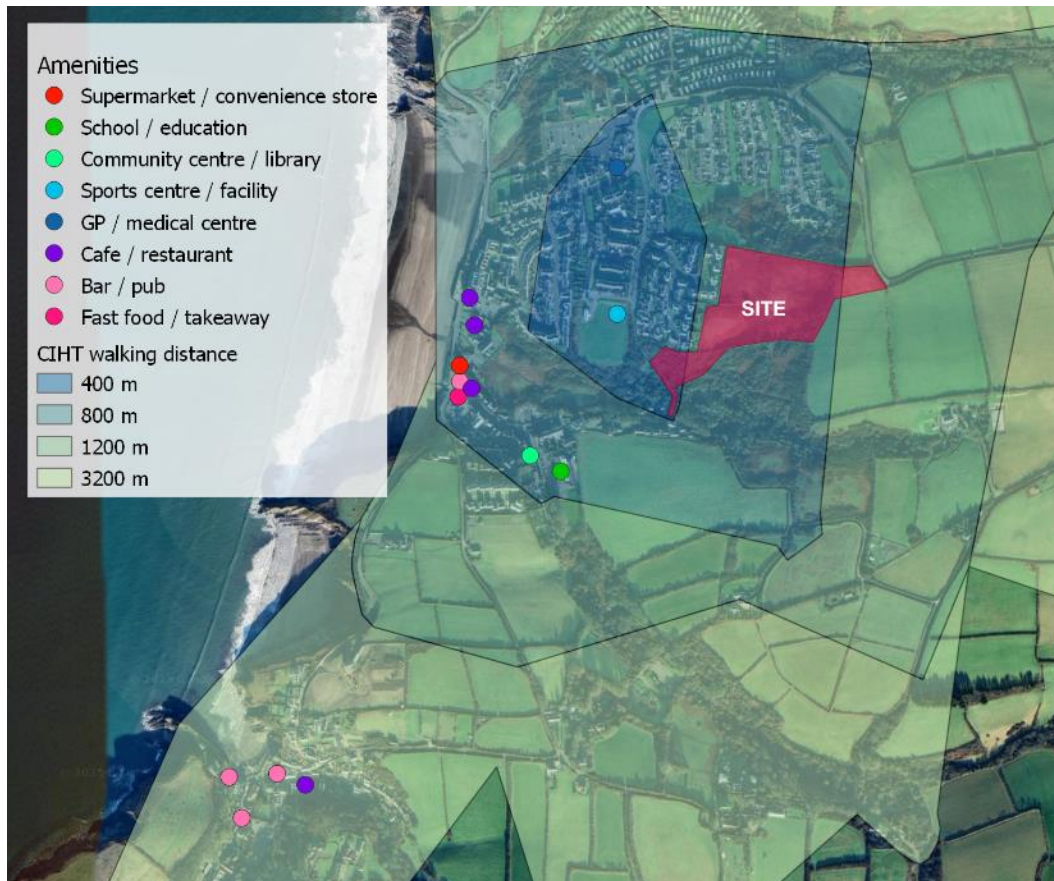 Amenities
Supermarket / convenience store
School / education
Community centre / library
Sports centre / facility
GP / medical centre
Cafe / restaurant
Bar / pub
Fast food / takeaway
CIHT walking distance
400 m
800 m
1200 m
3200 m
SITE